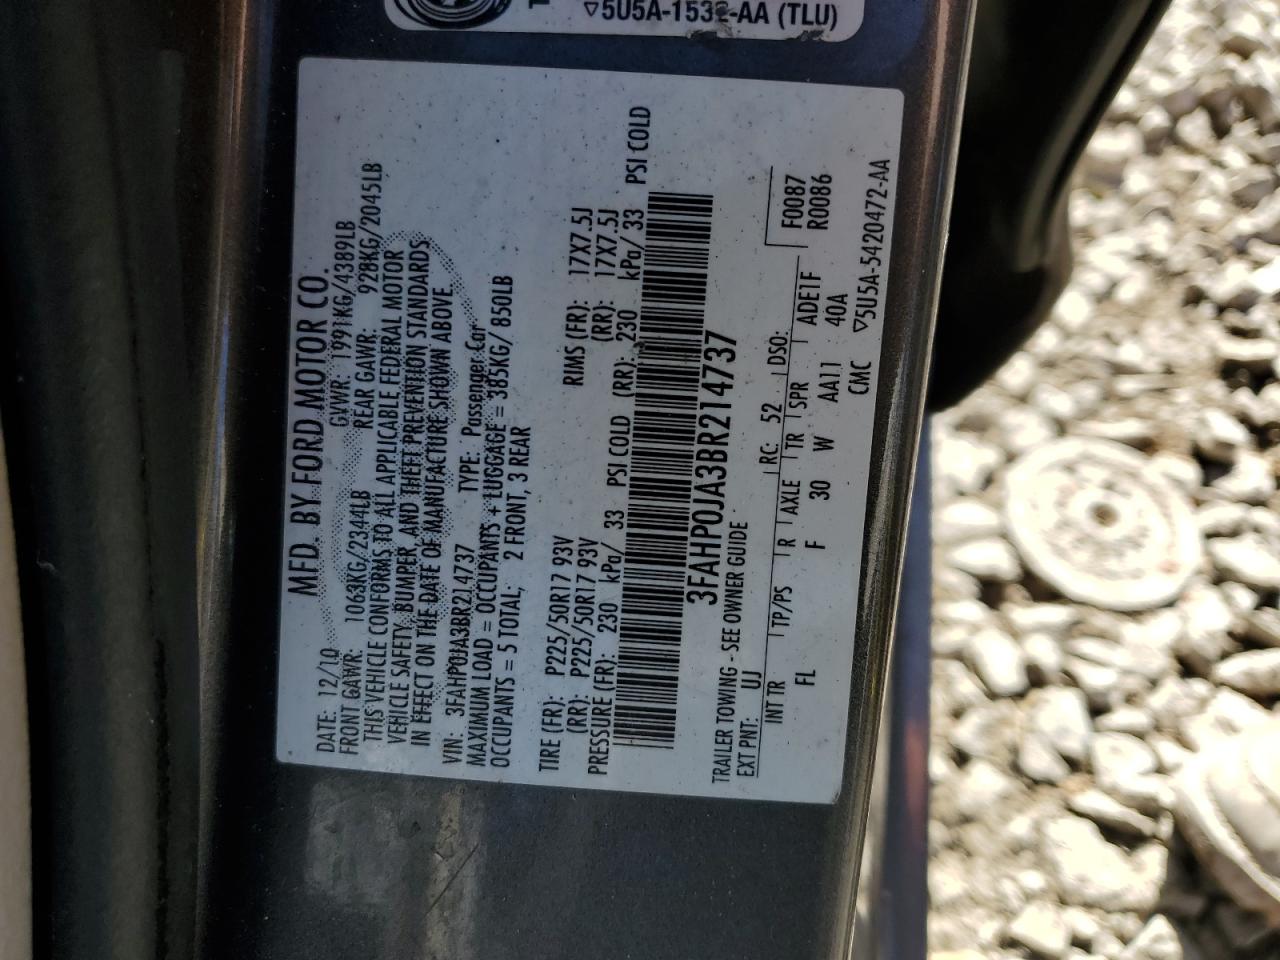 5U5A-1532-AA (TLU)
MFD. BY FORD MOTOR CO.
DATE: 12/10 GVWR: 1991KG/4389LB
FRONT GAWR: 1063KG/2344LB REAR GAWR: 928KG/2045LB
THIS VEHICLE CONFORMS TO ALL APPLICABLE FEDERAL MOTOR
VEHICLE SAFETY, BUMPER, AND THEFT PREVENTION STANDARDS
IN EFFECT ON THE DATE OF MANUFACTURE SHOWN ABOVE.
VIN: 3FAHP0JA3BR214737 TYPE: Passenger Car
MAXIMUM LOAD = OCCUPANTS + LUGGAGE = 385KG/ 850LB
OCCUPANTS = 5 TOTAL, 2 FRONT, 3 REAR
TIRE (FR): P225/50R17 93V RIMS (FR): 17X7.5J
(RR): P225/50R17 93V (RR): 17X7.5J
PRESSURE (FR): 230 kPa/ 33 PSI COLD (RR): 230 kPa/ 33 PSI COLD
3FAHP0JA3BR214737
TRAILER TOWING - SEE OWNER GUIDE
EXT PNT: UJ RC: 52 DSO: F0087
INT TR TP/PS R AXLE TR SPR ADE1F R0086
FL F 30 W AA11 40A
CMC ▽5U5A-5420472-AA